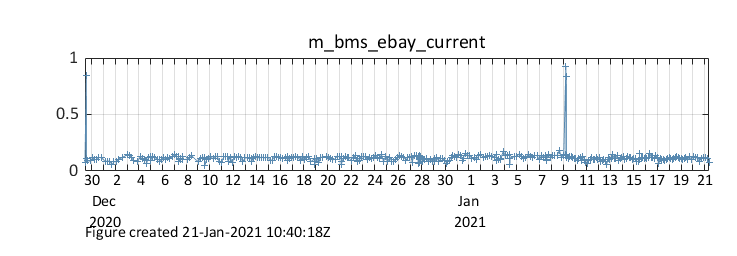 m_bms_ebay_current
1
0.5
0
30 2 4 6 8 10 12 14 16 18 20 22 24 26 28 30 1 3 5 7 9 11 13 15 17 19 21
Dec Jan
2020 2021
Figure created 21-Jan-2021 10:40:18Z